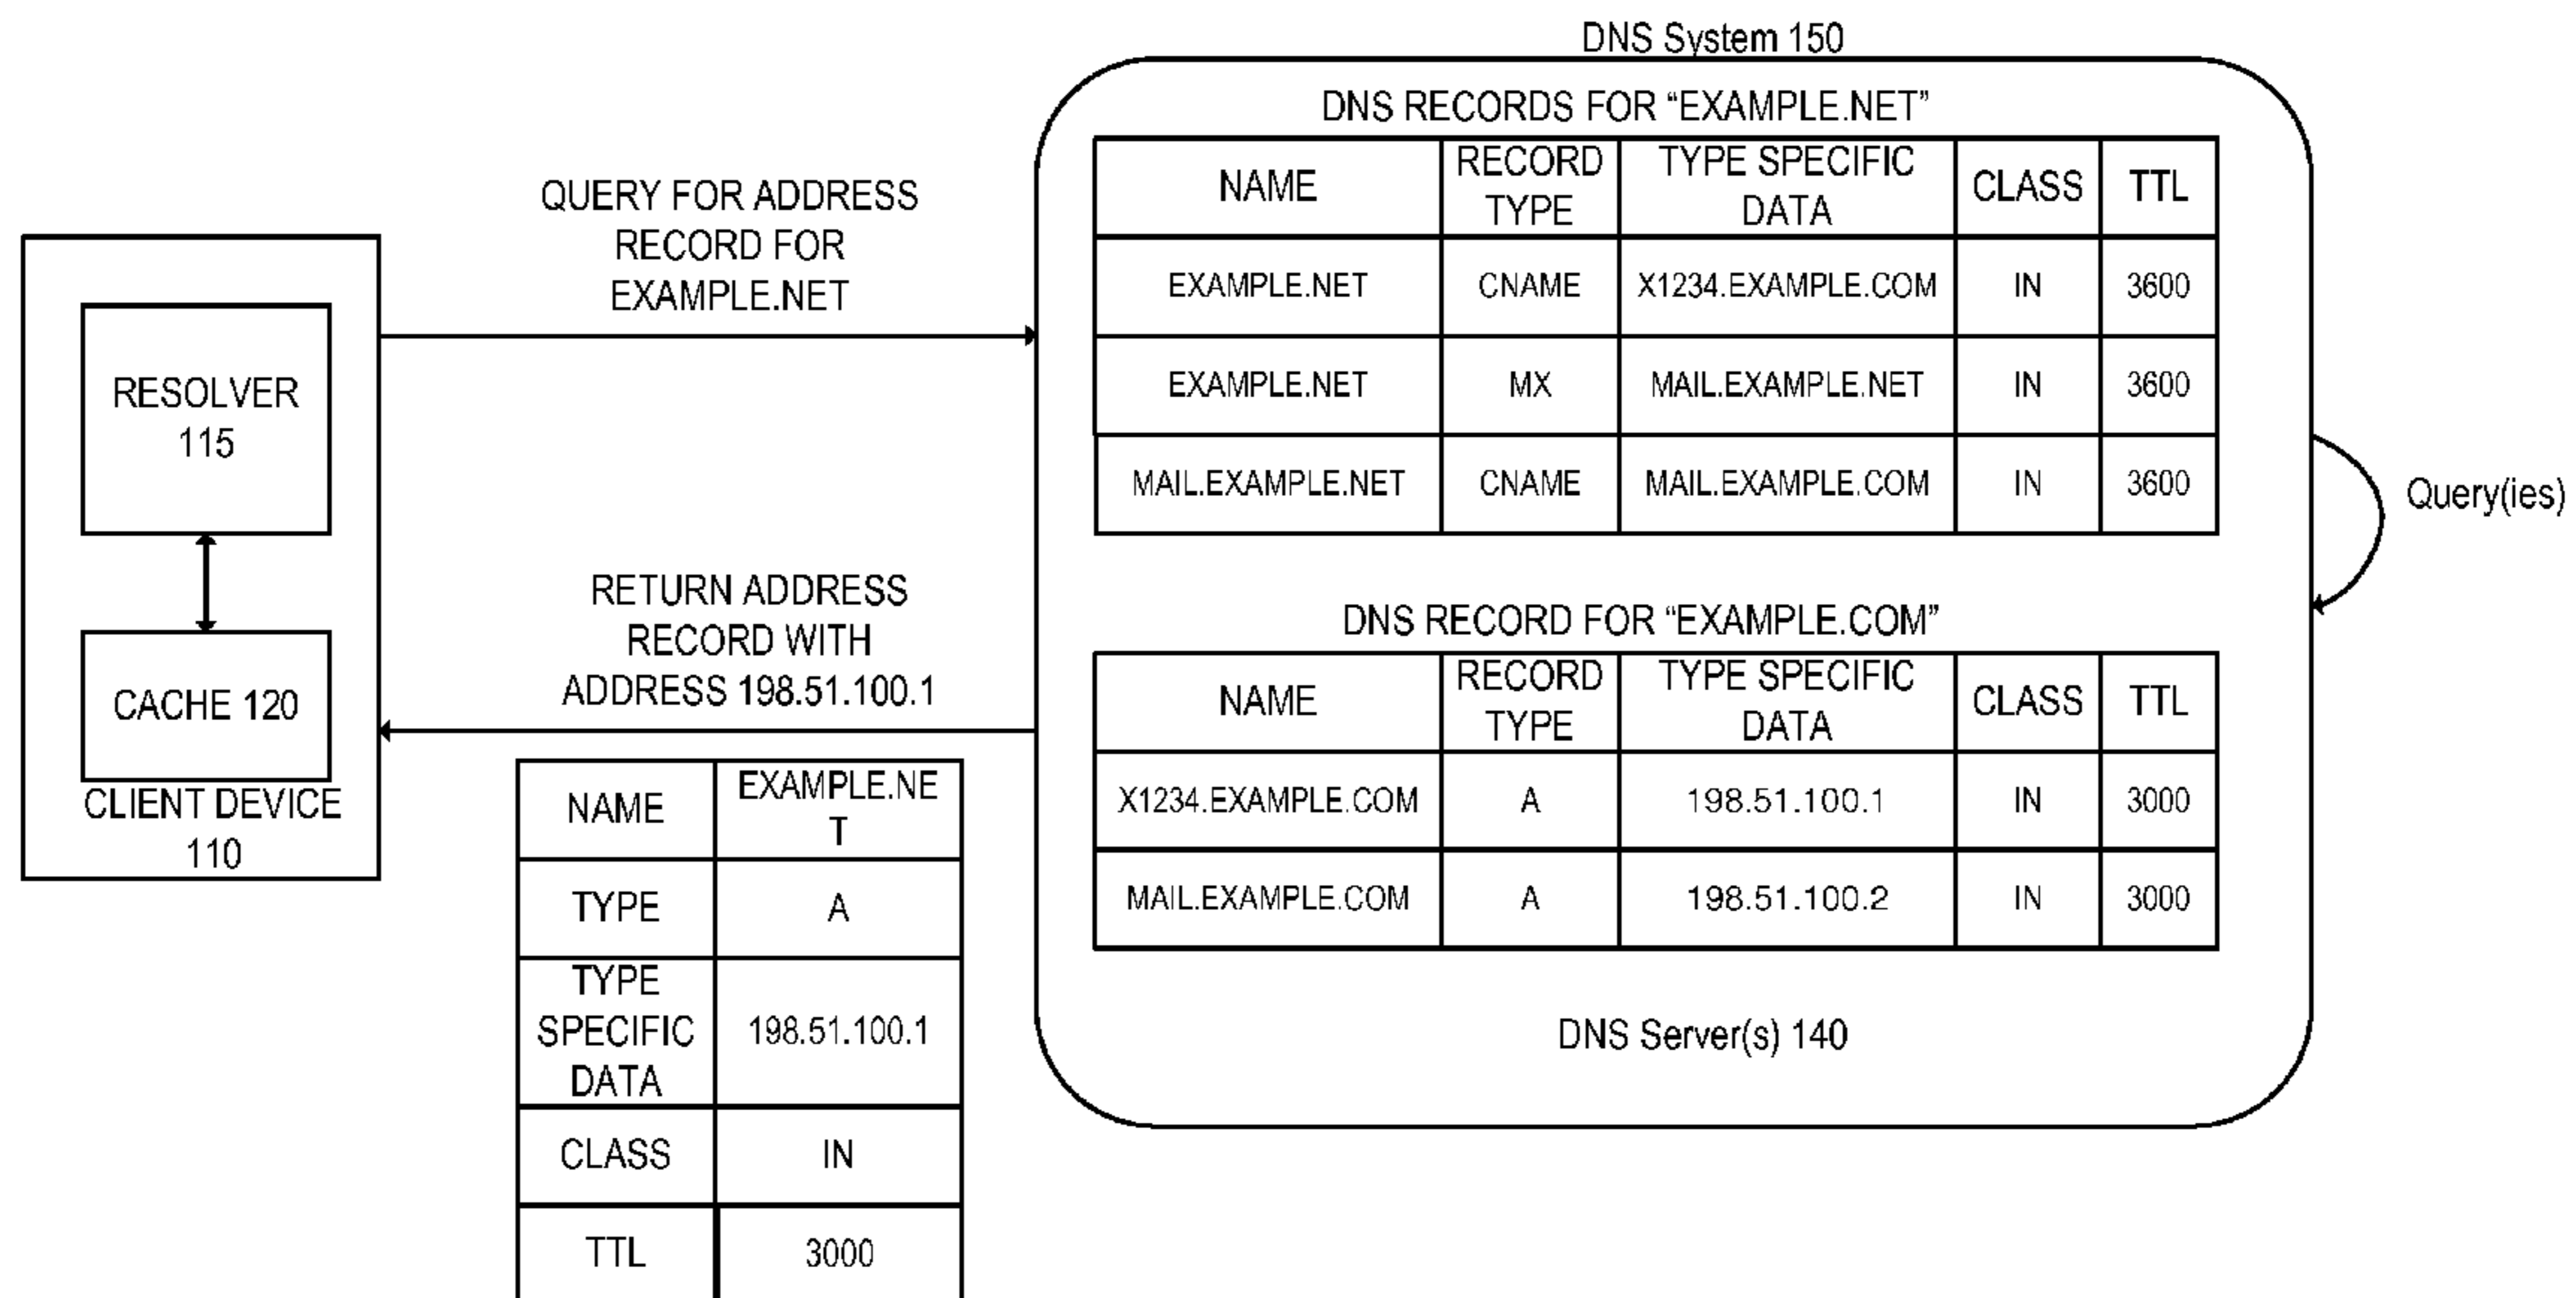 DNS System 150
DNS RECORDS FOR “EXAMPLE.NET”
NAME RECORD TYPE TYPE SPECIFIC DATA CLASS TTL
EXAMPLE.NET CNAME X1234.EXAMPLE.COM IN 3600
EXAMPLE.NET MX MAIL.EXAMPLE.NET IN 3600
MAIL.EXAMPLE.NET CNAME MAIL.EXAMPLE.COM IN 3600
Query(ies)
DNS RECORD FOR “EXAMPLE.COM”
NAME RECORD TYPE TYPE SPECIFIC DATA CLASS TTL
X1234.EXAMPLE.COM A 198.51.100.1 IN 3000
MAIL.EXAMPLE.COM A 198.51.100.2 IN 3000
DNS Server(s) 140
QUERY FOR ADDRESS
RECORD FOR
EXAMPLE.NET
RESOLVER
115
CACHE 120
CLIENT DEVICE
110
RETURN ADDRESS
RECORD WITH
ADDRESS 198.51.100.1
NAME EXAMPLE.NE
T
TYPE A
TYPE
SPECIFIC 198.51.100.1
DATA
CLASS IN
TTL 3000